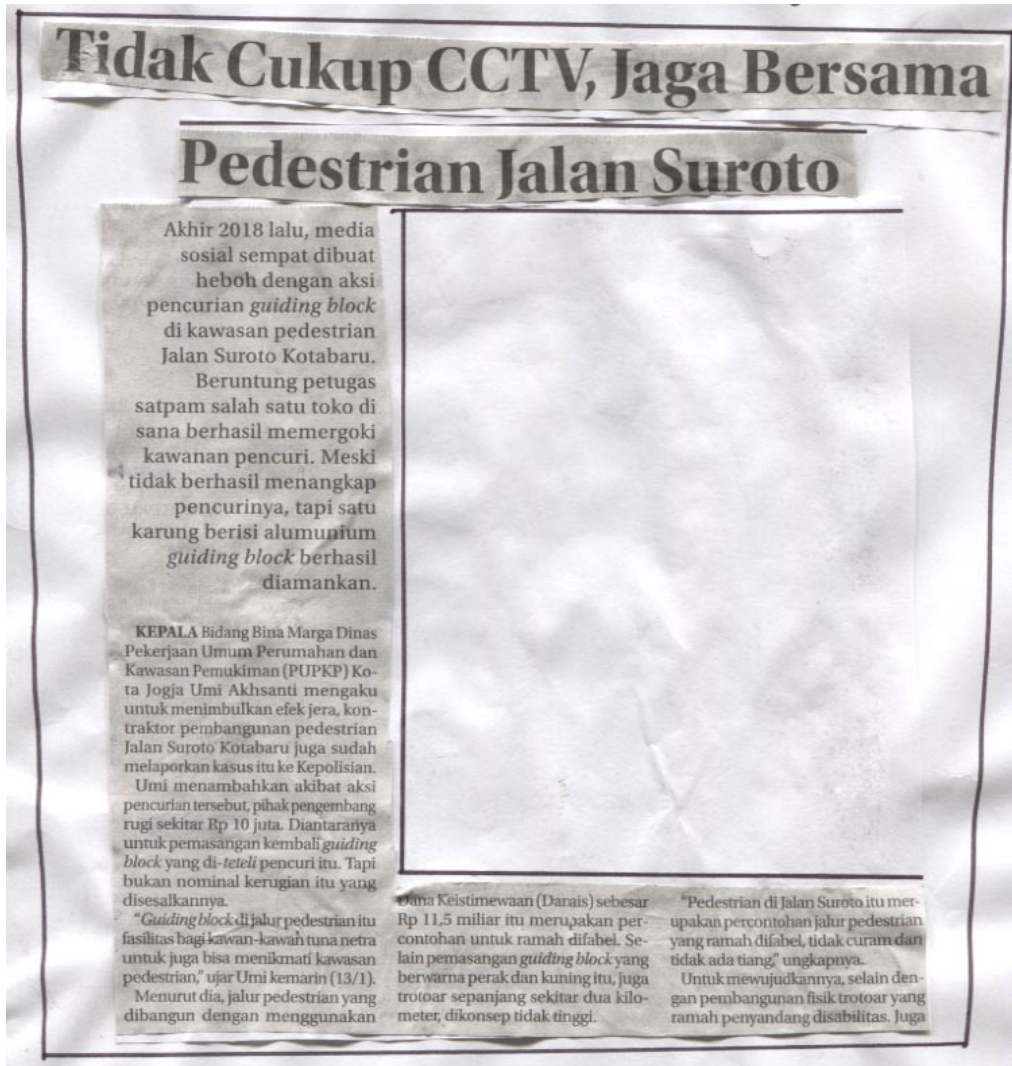 Tidak Cukup CCTV, Jaga Bersama
Pedestrian Jalan Suroto
Akhir 2018 lalu, media
sosial sempat dibuat
heboh dengan aksi
pencurian guiding block
di kawasan pedestrian
Jalan Suroto Kotabaru.
Beruntung petugas
satpam salah satu toko di
sana berhasil memergoki
kawanan pencuri. Meski
tidak berhasil menangkap
pencurinya, tapi satu
karung berisi alumunium
guiding block berhasil
diamankan.
KEPALA Bidang Bina Marga Dinas
Pekerjaan Umum Perumahan dan
Kawasan Pemukiman (PUPKP) Ko-
ta Jogja Umi Akhsanti mengaku
untuk menimbulkan efek jera, kon-
traktor pembangunan pedestrian
Jalan Suroto Kotabaru juga sudah
melaporkan kasus itu ke Kepolisian.
Umi menambahkan akibat aksi
pencurian tersebut, pihak pengembang
rugi sekitar Rp 10 juta. Diantaranya
untuk pemasangan kembali guiding
block yang di-teteli pencuri itu. Tapi
bukan nominal kerugian itu yang
disesalkannya.
"Guiding block di jalur pedestrian itu
fasilitas bagi kawan-kawan tuna netra
untuk juga bisa menikmati kawasan
pedestrian," ujar Umi kemarin (13/1).
Menurut dia, jalur pedestrian yang
dibangun dengan menggunakan
Dana Keistimewaan (Darais) sebesar
Rp 11,5 miliar itu merupakan per-
contohan untuk ramah difabel. Se-
lain pemasangan guiding block yang
berwarna perak dan kuning itu, juga
trotoar sepanjang sekitar dua kilo-
meter, dikonsep tidak tinggi.
"Pedestrian di Jalan Suroto itu mer-
upakan percontohan jalur pedestrian
yang ramah difabel, tidak curam dan
tidak ada tiang," ungkapnya.
Untuk mewujudkannya, selain den-
gan pembangunan fisik trotoar yang
ramah penyandang disabilitas. Juga